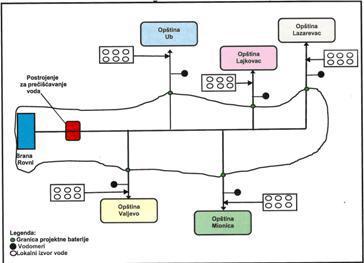 Opština
Ub
Opština
Lajkovac
Opština
Lazarevac
Postrojenje
za prečišćavanje
voda
Brana
Rovni
Opština
Valjevo
Opština
Mionica
Legenda:
Granica projektne baterije
Vodomeri
Lokalni izvor vode